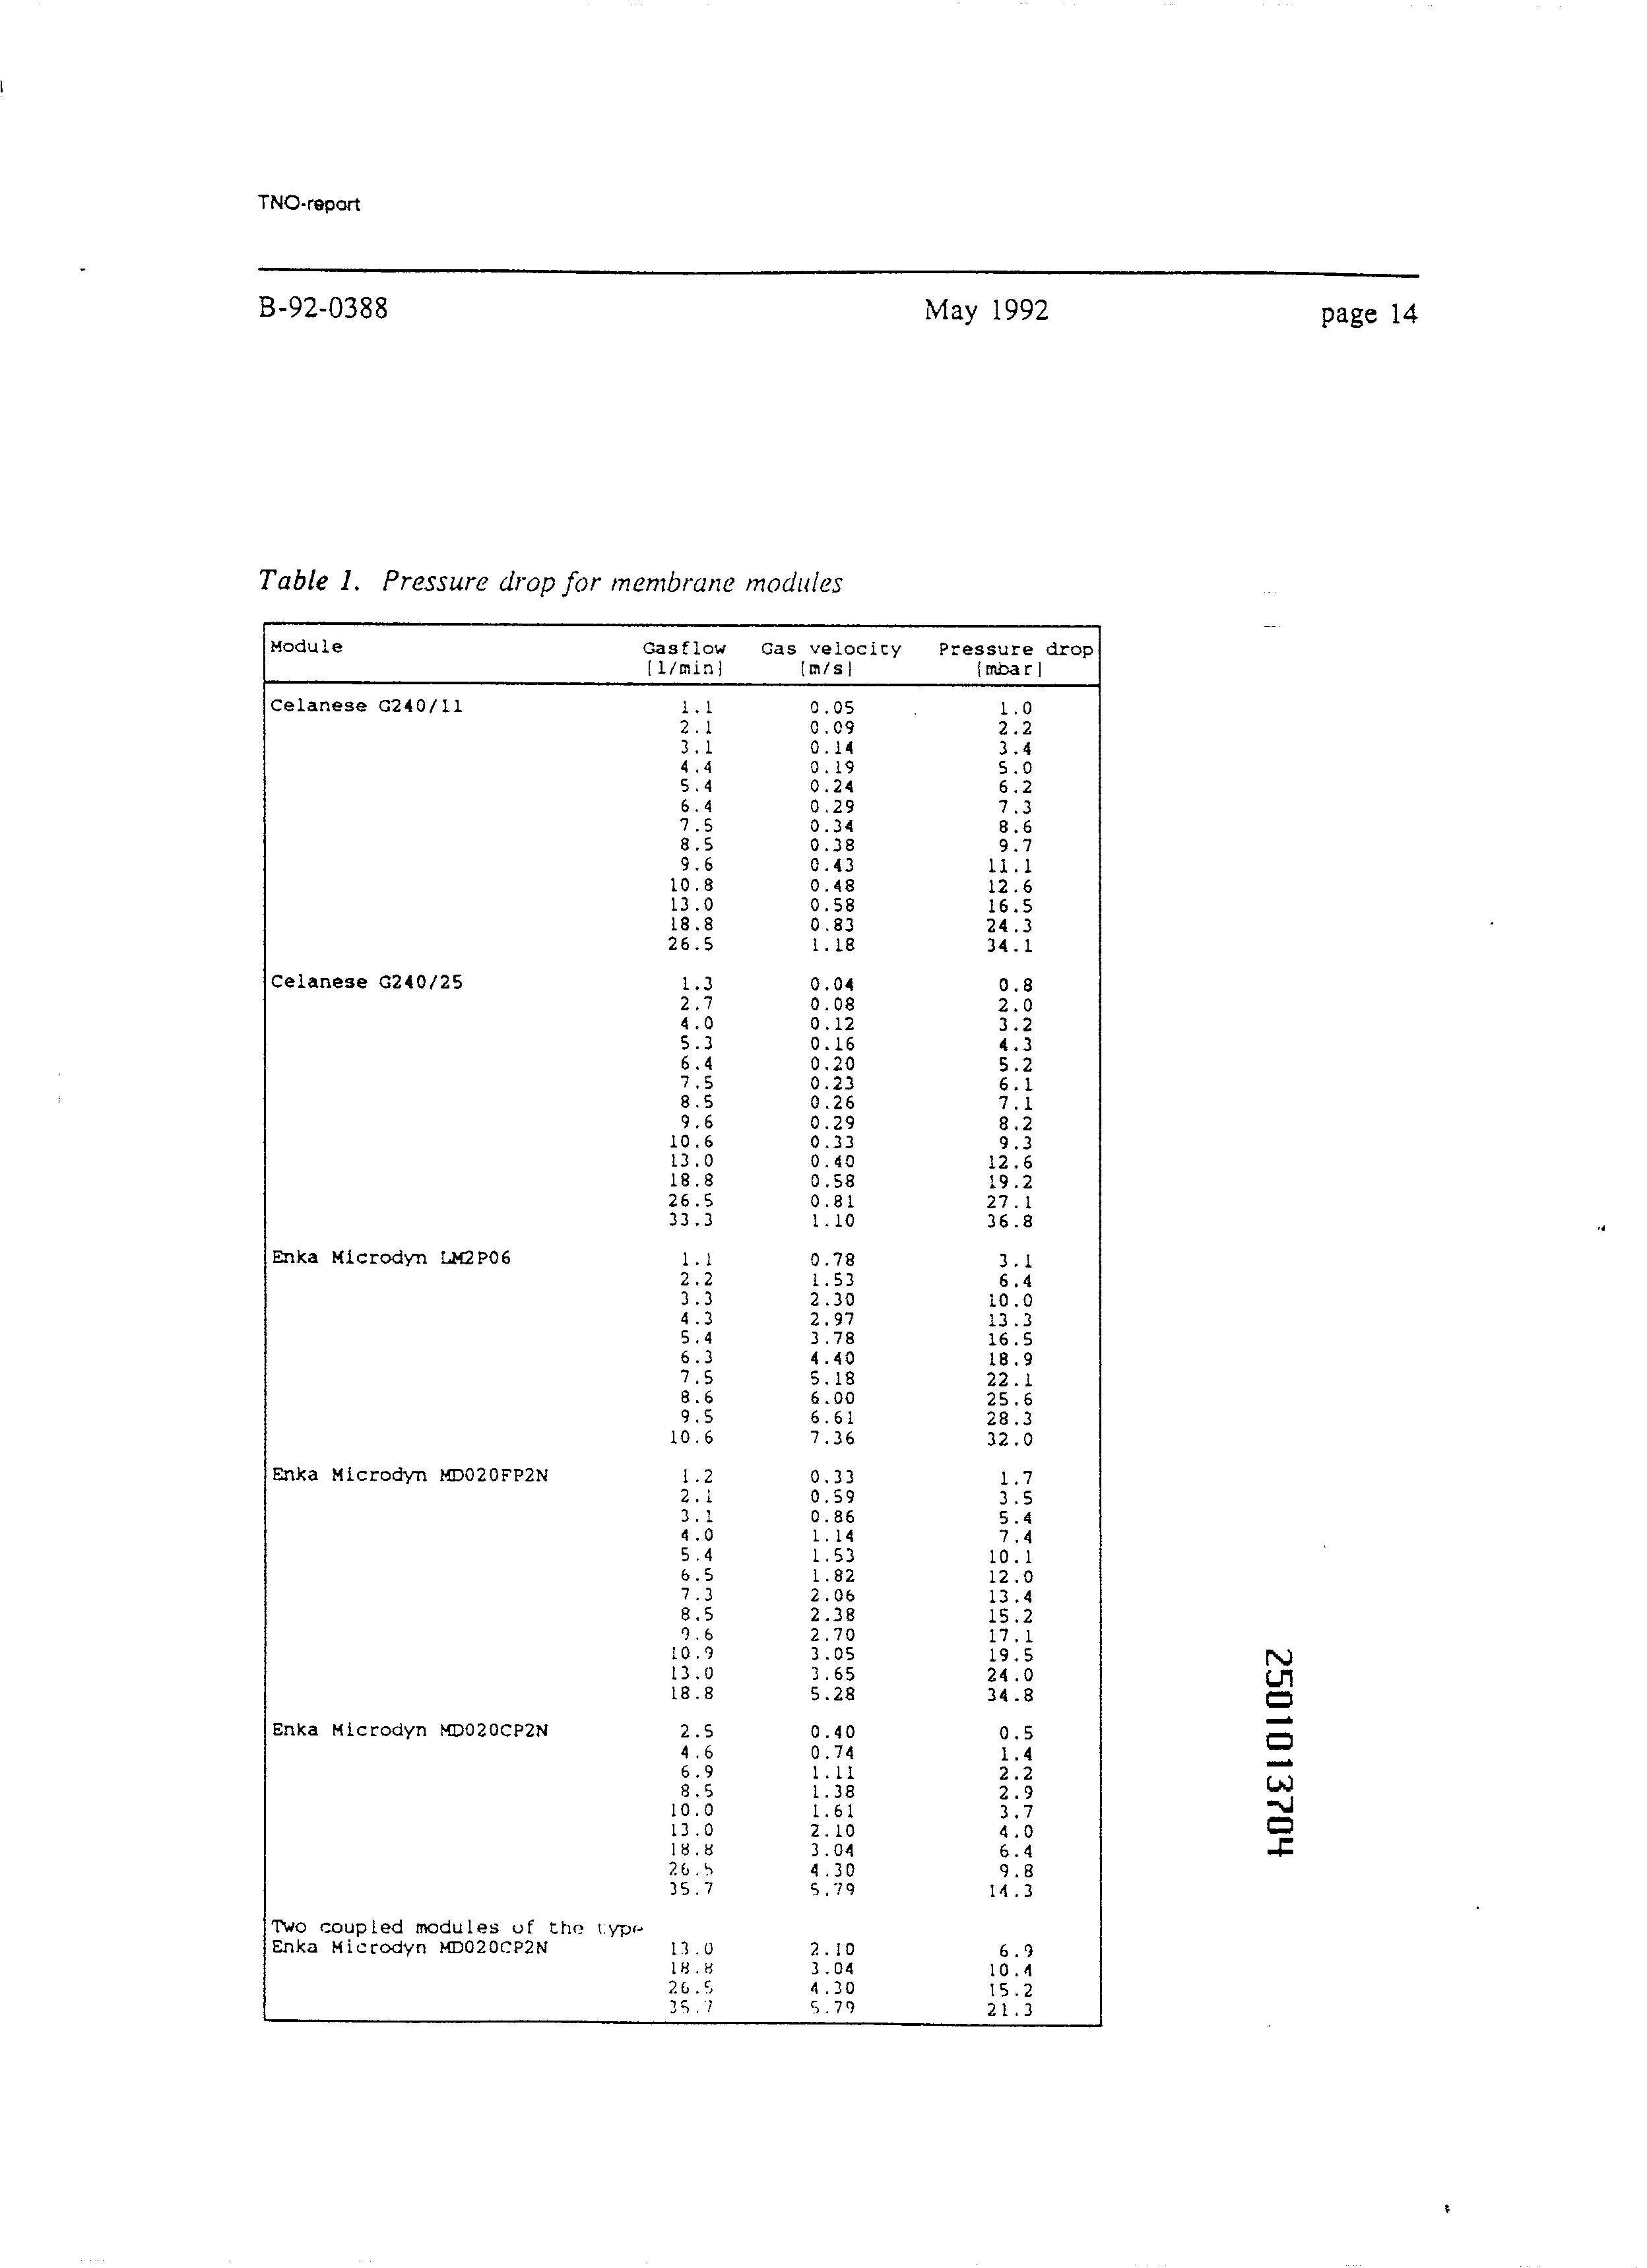 TNO-report
B-92-0388 May 1992 page 14
Table 1. Pressure drop for membrane modules
Module Gasflow Gas velocity Pressure drop
[l/min] [m/s] [mbar]
Celanese G240/11 1.1 0.05 1.0
2.1 0.09 2.2
3.1 0.14 3.4
4.4 0.19 5.0
5.4 0.24 6.2
6.4 0.29 7.3
7.5 0.34 8.6
8.5 0.38 9.7
9.6 0.43 11.1
10.8 0.48 12.6
13.0 0.58 16.5
18.8 0.83 24.3
26.5 1.18 34.1
Celanese G240/25 1.3 0.04 0.8
2.7 0.08 2.0
4.0 0.12 3.2
5.3 0.16 4.3
6.4 0.20 5.2
7.5 0.23 6.1
8.5 0.26 7.1
9.6 0.29 8.2
10.6 0.33 9.3
13.0 0.40 12.6
18.8 0.58 19.2
26.5 0.81 27.1
33.3 1.10 36.8
Enka Microdyn LM2P06 1.1 0.78 3.1
2.2 1.53 6.4
3.3 2.30 10.0
4.3 2.97 13.3
5.4 3.78 16.5
6.3 4.40 18.9
7.5 5.18 22.1
8.6 6.00 25.6
9.5 6.61 28.3
10.6 7.36 32.0
Enka Microdyn MD020FP2N 1.2 0.33 1.7
2.1 0.59 3.5
3.1 0.86 5.4
4.0 1.14 7.4
5.4 1.53 10.1
6.5 1.82 12.0
7.3 2.06 13.4
8.5 2.38 15.2
9.6 2.70 17.1
10.9 3.05 19.5
13.0 3.65 24.0
18.8 5.28 34.8
Enka Microdyn MD020CP2N 2.5 0.40 0.5
4.6 0.74 1.4
6.9 1.11 2.2
8.5 1.38 2.9
10.0 1.61 3.7
13.0 2.10 4.0
18.8 3.04 6.4
26.5 4.30 9.8
35.7 5.79 14.3
Two coupled modules of the type
Enka Microdyn MD020CP2N 13.0 2.10 6.9
18.8 3.04 10.4
26.5 4.30 15.2
35.7 5.79 21.3
2501013704